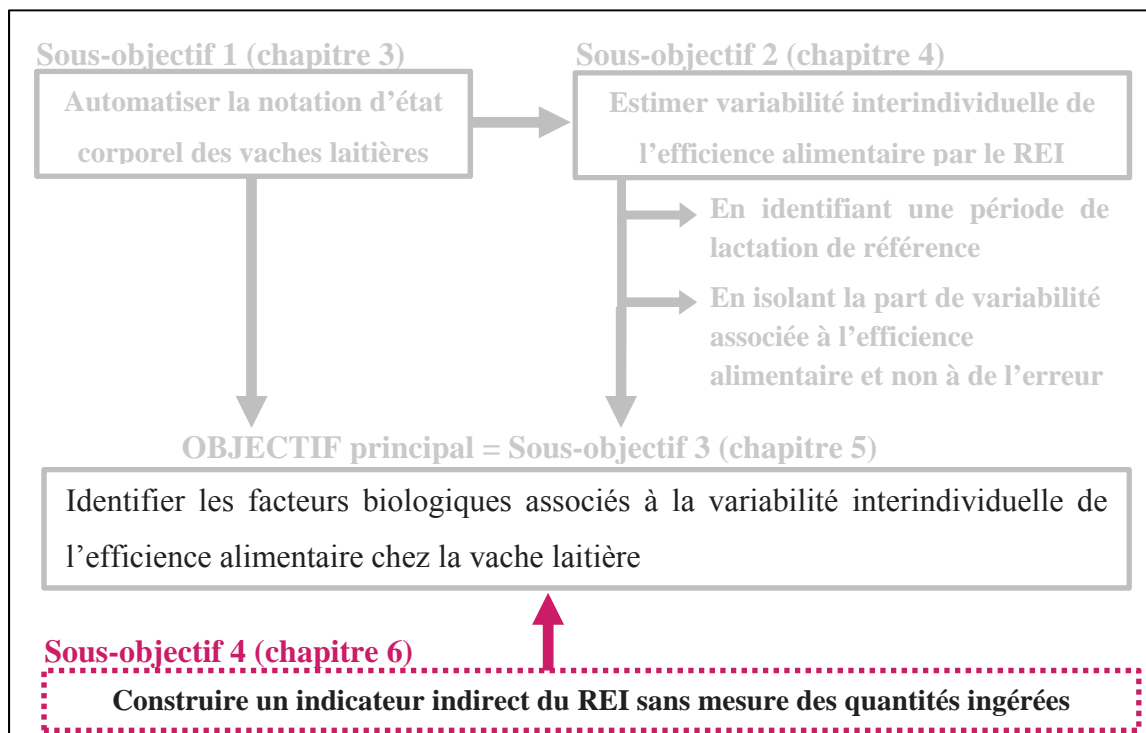 Sous-objectif 1 (chapitre 3)
Automatiser la notation d'état
corporel des vaches laitières
Sous-objectif 2 (chapitre 4)
Estimer variabilité interindividuelle de
l'efficience alimentaire par le REI
En identifiant une période de
lactation de référence
En isolant la part de variabilité
associée à l'efficience
alimentaire et non à de l'erreur
OBJECTIF principal = Sous-objectif 3 (chapitre 5)
Identifier les facteurs biologiques associés à la variabilité interindividuelle de
l'efficience alimentaire chez la vache laitière
Sous-objectif 4 (chapitre 6)
Construire un indicateur indirect du REI sans mesure des quantités ingérées